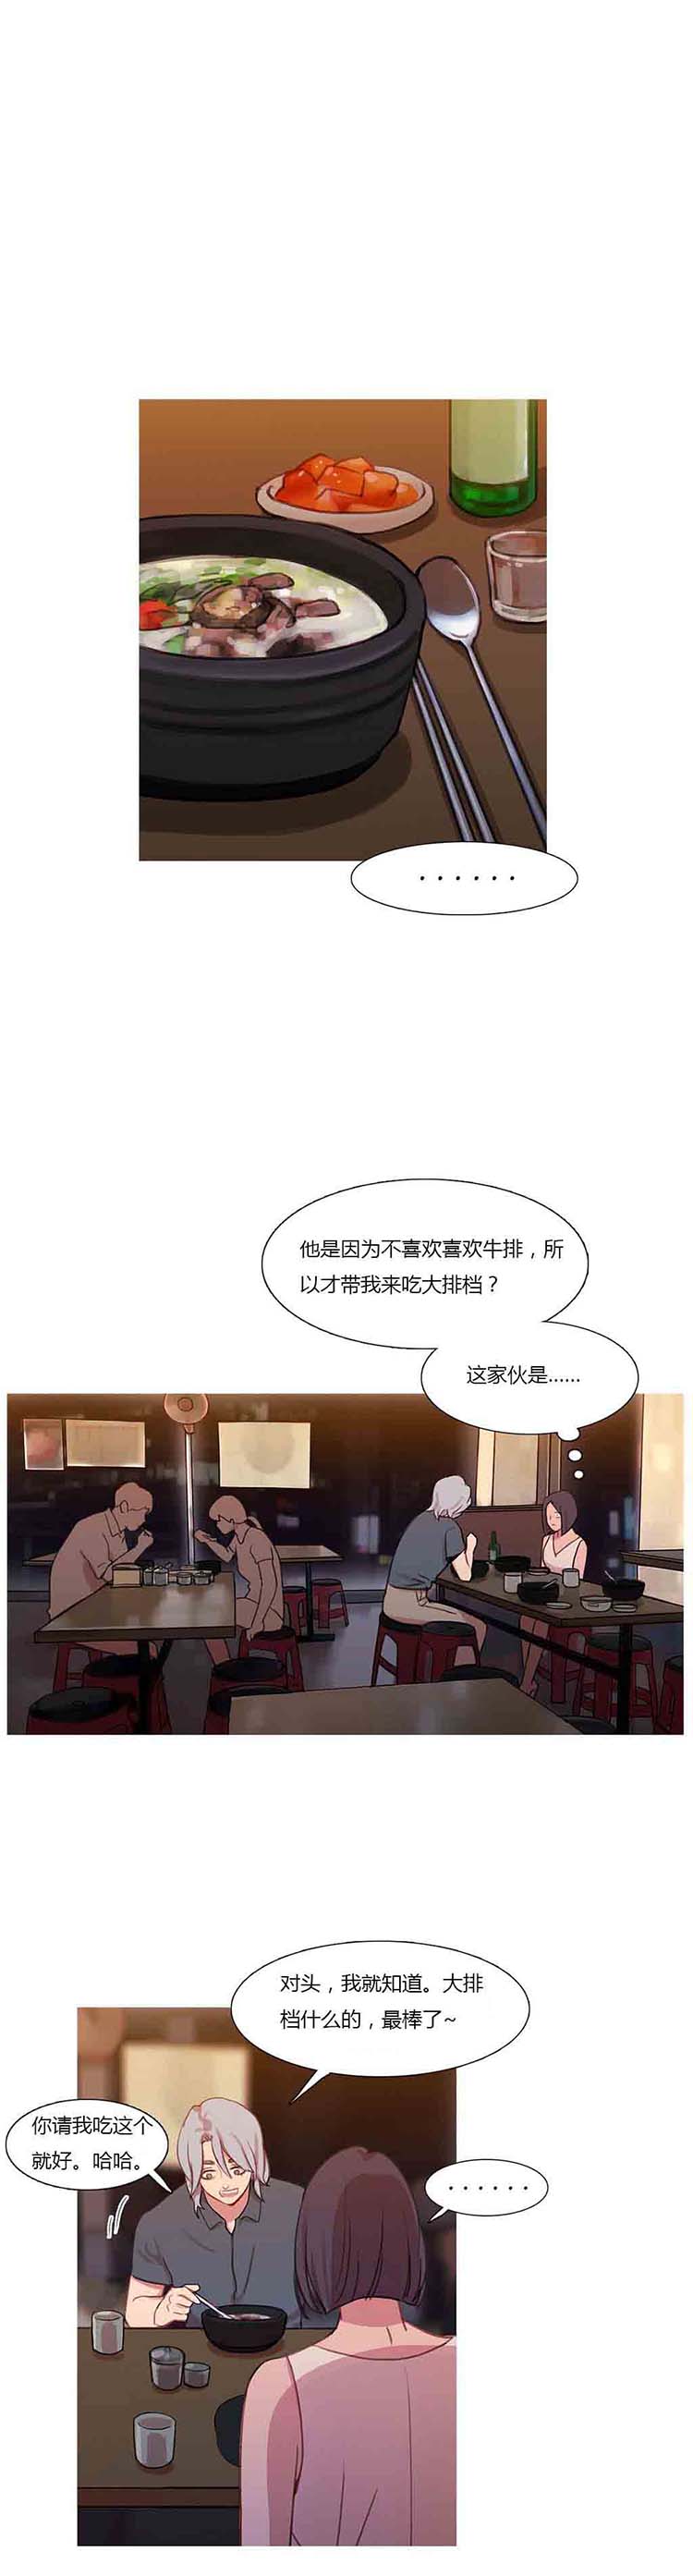 ······
他是因为不喜欢喜欢牛排，所
以才带我来吃大排档？
这家伙是......
对头，我就知道。大排
档什么的，最棒了~
你请我吃这个
就好。哈哈。
······